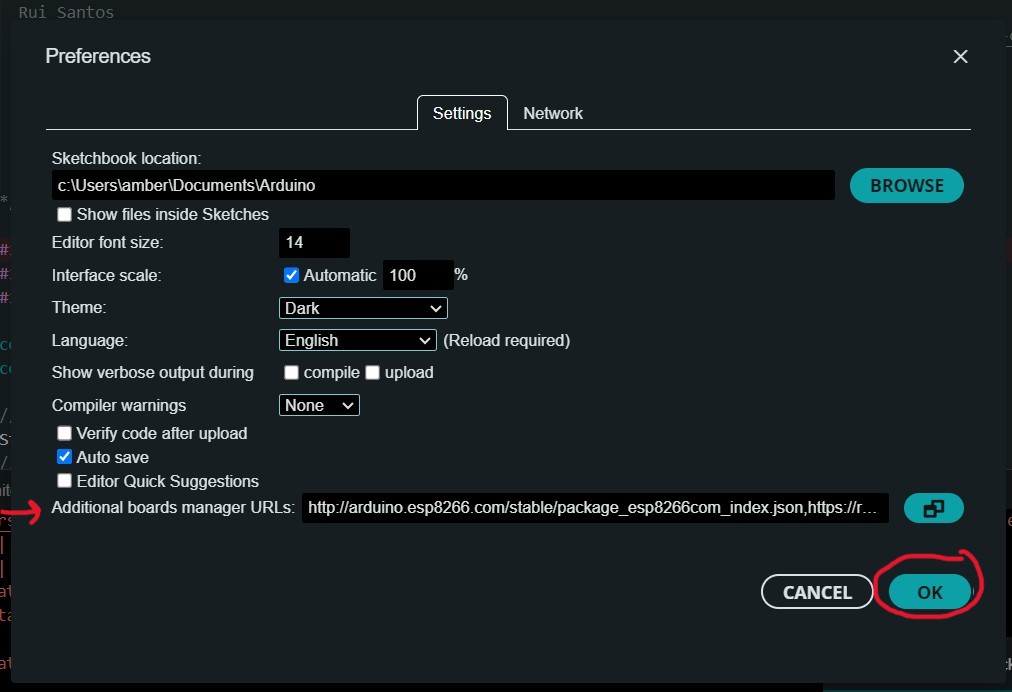 Rui Santos
Preferences
Settings Network
Sketchbook location:
c:\Users\amber\Documents\Arduino BROWSE
Show files inside Sketches
Editor font size: 14
Interface scale: Automatic 100 %
Theme: Dark
Language: English (Reload required)
Show verbose output during compile upload
Compiler warnings None
Verify code after upload
Auto save
Editor Quick Suggestions
Additional boards manager URLs: http://arduino.esp8266.com/stable/package_esp8266com_index.json,https://r...
CANCEL OK